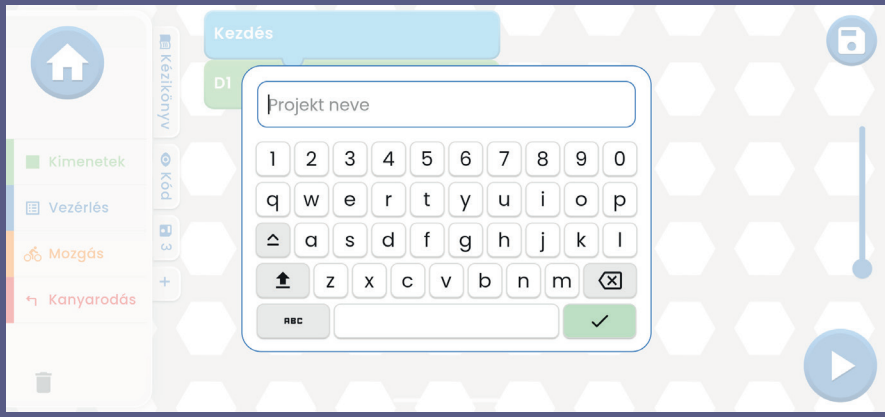 Kezdés
D1
Kézikönyv
Kód
3
Kimenetek
Vezérlés
Mozgás
Kanyarodás
Projekt neve
1 2 3 4 5 6 7 8 9 0
q w e r t y u i o p
a s d f g h j k l
z x c v b n m
ABC